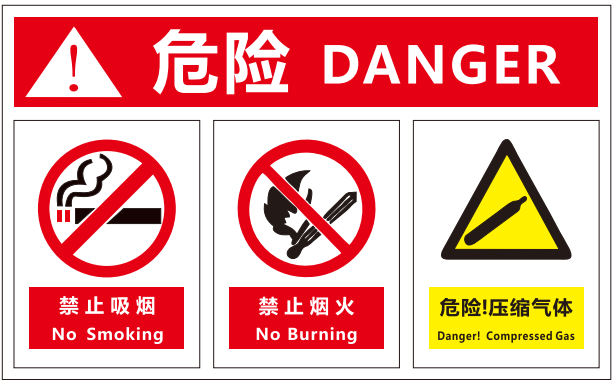 危险 DANGER
禁止吸烟
No Smoking
禁止烟火
No Burning
危险!压缩气体
Danger! Compressed Gas